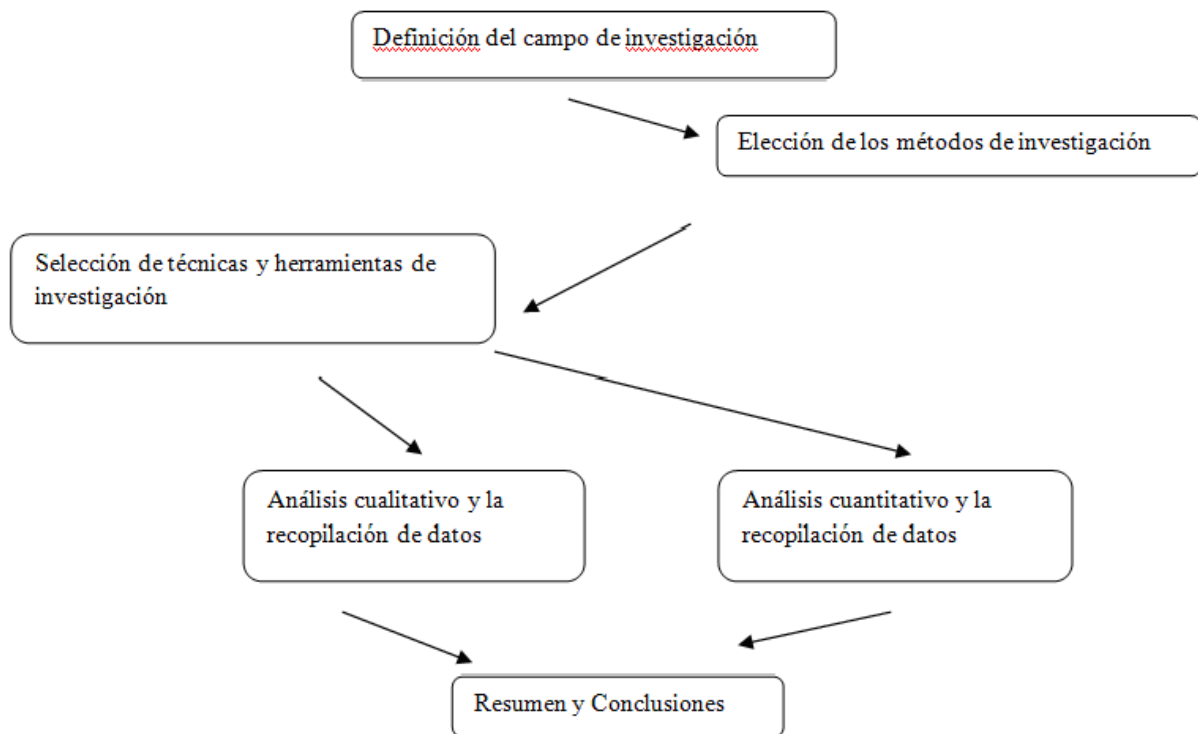 Definición del campo de investigación
Elección de los métodos de investigación
Selección de técnicas y herramientas de
investigación
Análisis cualitativo y la
recopilación de datos
Análisis cuantitativo y la
recopilación de datos
Resumen y Conclusiones